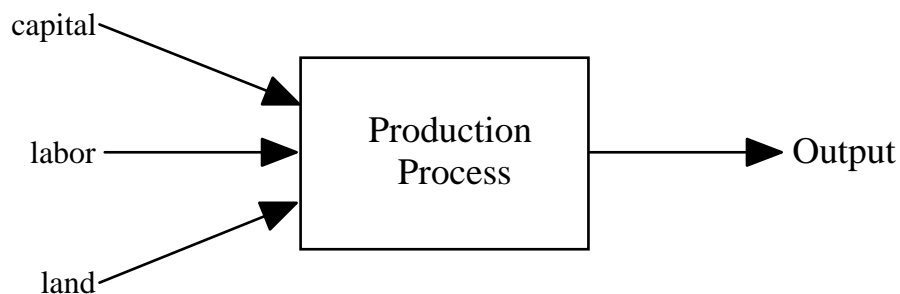 capital
labor
land
Production
Process
Output